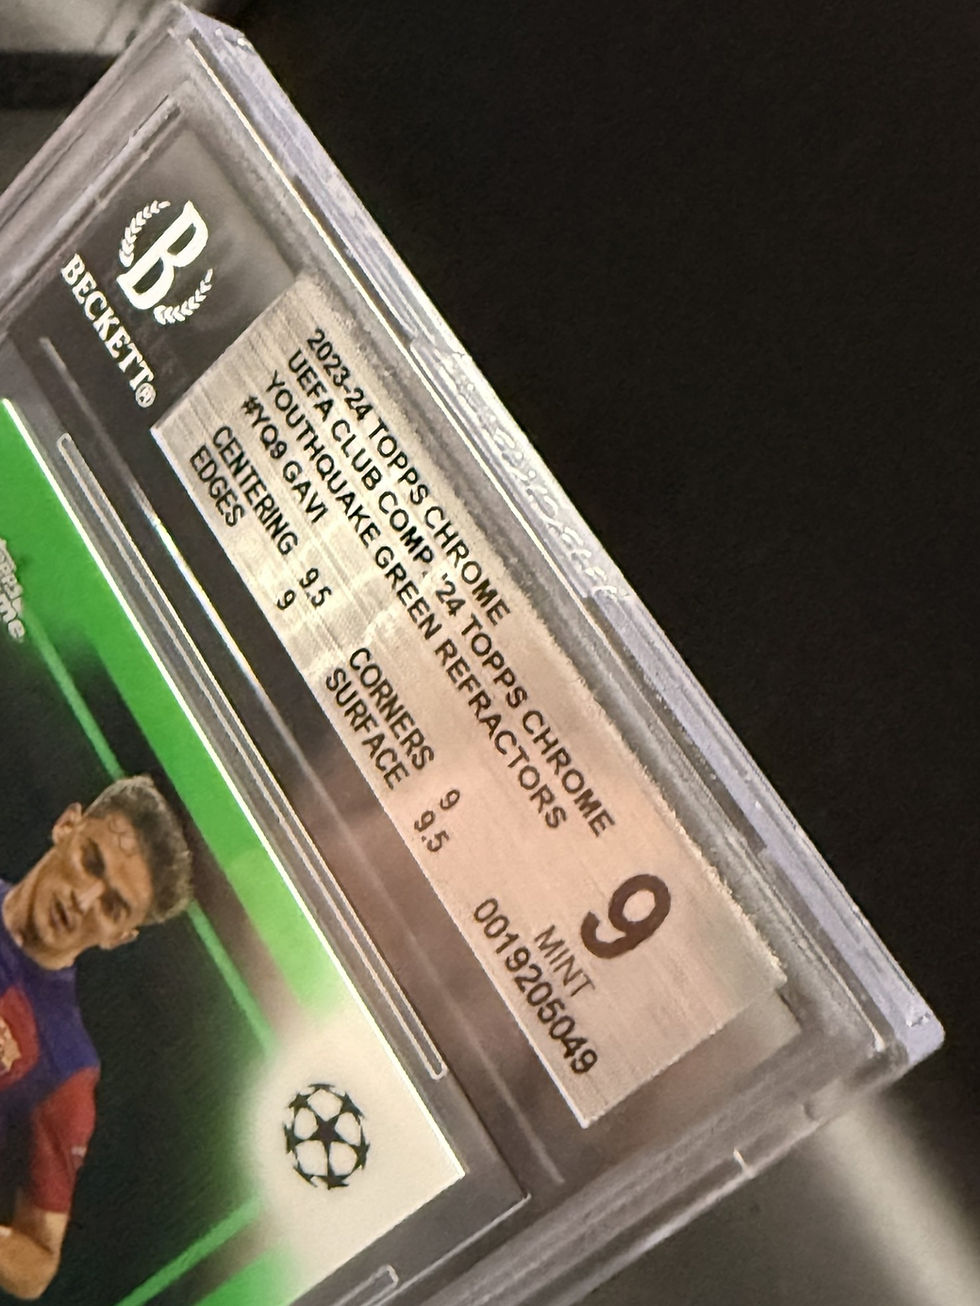 B
BECKETT®
2023-24 TOPPS CHROME
UEFA CLUB COMP. '24 TOPPS CHROME
YOUTHQUAKE GREEN REFRACTORS
#YQ9 GAVI
CENTERING 9.5 CORNERS 9
EDGES 9 SURFACE 9.5
9
MINT
0019205049